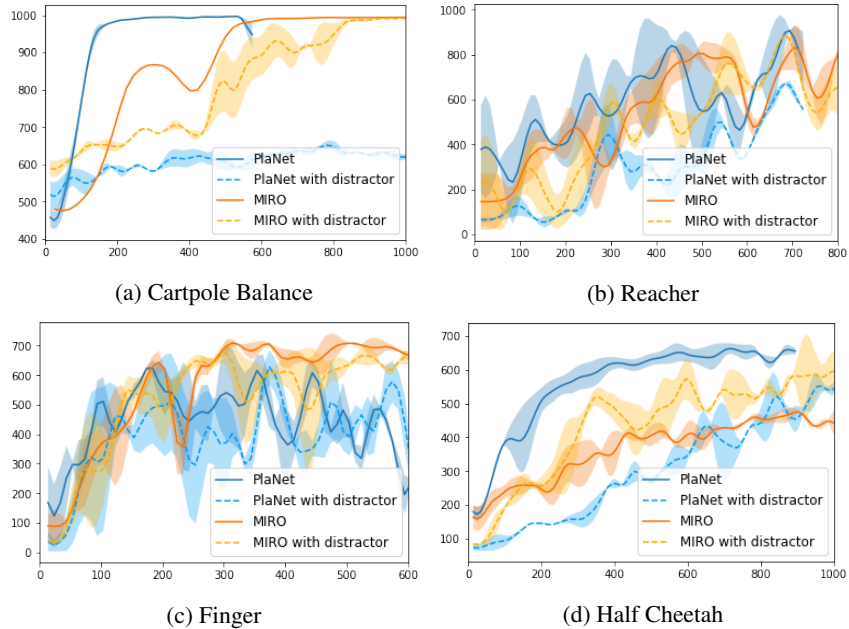 1000
900
800
700
600
500
400
0 200 400 600 800 1000
PlaNet
PlaNet with distractor
MIRO
MIRO with distractor
(a) Cartpole Balance
1000
800
600
400
200
0
0 100 200 300 400 500 600 700 800
PlaNet
PlaNet with distractor
MIRO
MIRO with distractor
(b) Reacher
700
600
500
400
300
200
100
0
0 100 200 300 400 500 600
PlaNet
PlaNet with distractor
MIRO
MIRO with distractor
(c) Finger
700
600
500
400
300
200
100
0 200 400 600 800 1000
PlaNet
PlaNet with distractor
MIRO
MIRO with distractor
(d) Half Cheetah